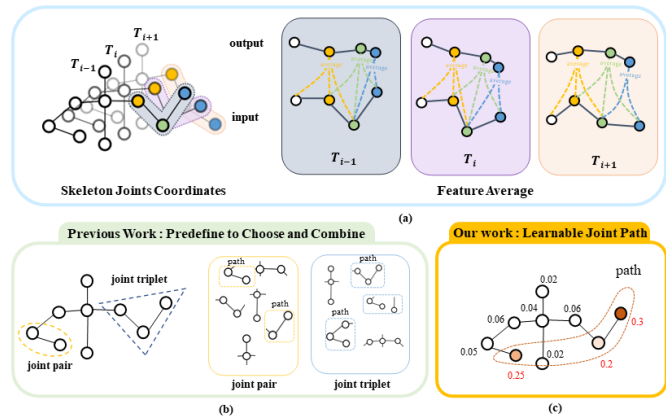 T_{i+1}
T_i
T_{i-1}
output
input
Skeleton Joints Coordinates
average
average
average
average
average
average
T_{i-1}
T_i
T_{i+1}
Feature Average
(a)
Previous Work : Predefine to Choose and Combine
joint triplet
joint pair
path
path
joint pair
path
path
joint triplet
(b)
Our work : Learnable Joint Path
path
0.02
0.04
0.06
0.06
0.3
0.05
0.25
0.02
0.2
(c)